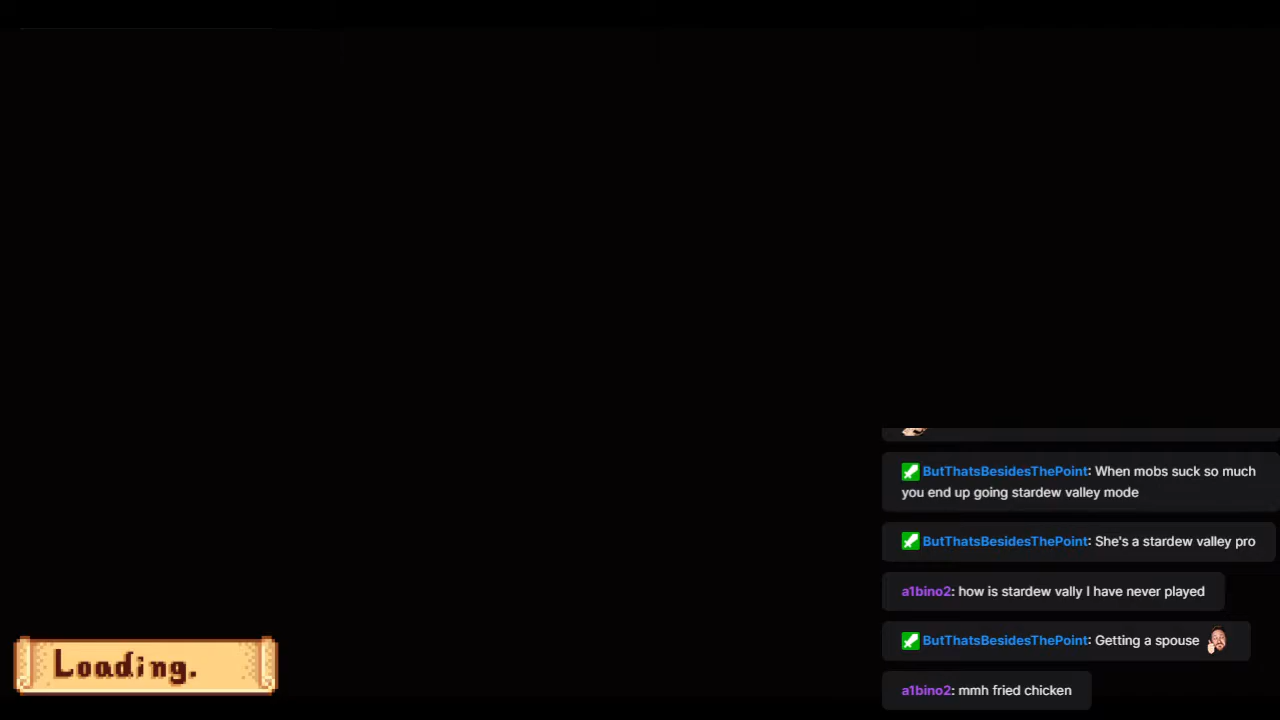 ButThatsBesidesThePoint: When mobs suck so much
you end up going stardew valley mode
ButThatsBesidesThePoint: She's a stardew valley pro
a1bino2: how is stardew vally I have never played
ButThatsBesidesThePoint: Getting a spouse
Loading.
a1bino2: mmh fried chicken